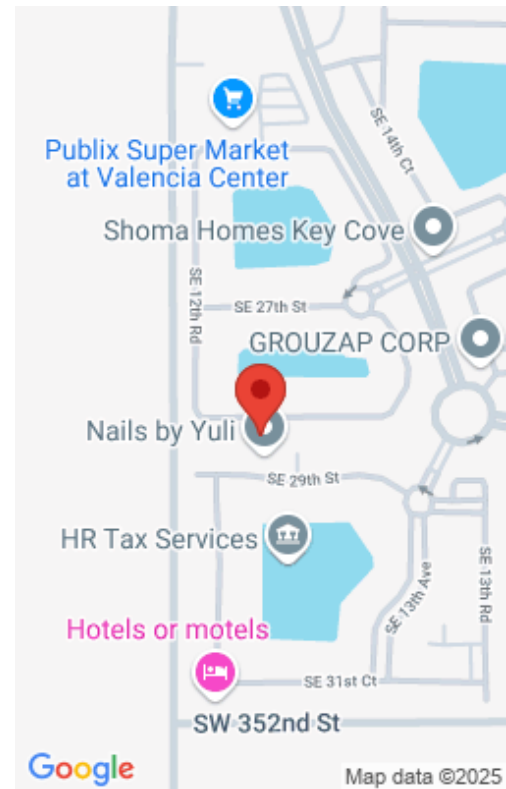 SE 14th Ct
Publix Super Market
at Valencia Center
Shoma Homes Key Cove
SE 12th Rd
SE 27th St
GROUZAP CORP
Nails by Yuli
SE 29th St
HR Tax Services
SE 13th Ave
SE 13th Rd
Hotels or motels
SE 31st Ct
SW 352nd St
Google
Map data ©2025